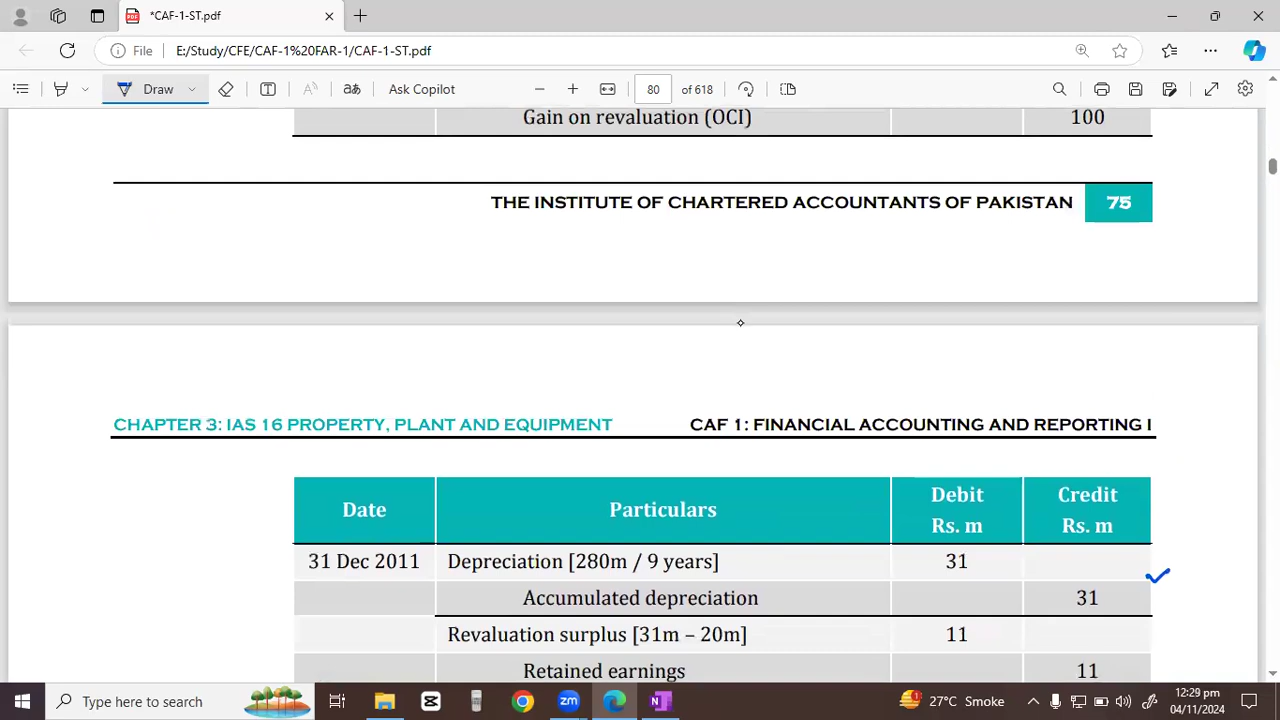 *CAF-1-ST.pdf
File E:/Study/CFE/CAF-1%20FAR-1/CAF-1-ST.pdf
Draw Ask Copilot 80 of 618
Gain on revaluation (OCI) 100
THE INSTITUTE OF CHARTERED ACCOUNTANTS OF PAKISTAN 75
CHAPTER 3: IAS 16 PROPERTY, PLANT AND EQUIPMENT CAF 1: FINANCIAL ACCOUNTING AND REPORTING I
Date Particulars Debit Rs. m Credit Rs. m
31 Dec 2011 Depreciation [280m / 9 years] 31
Accumulated depreciation 31
Revaluation surplus [31m – 20m] 11
Retained earnings 11
Type here to search 27°C Smoke 12:29 pm
04/11/2024